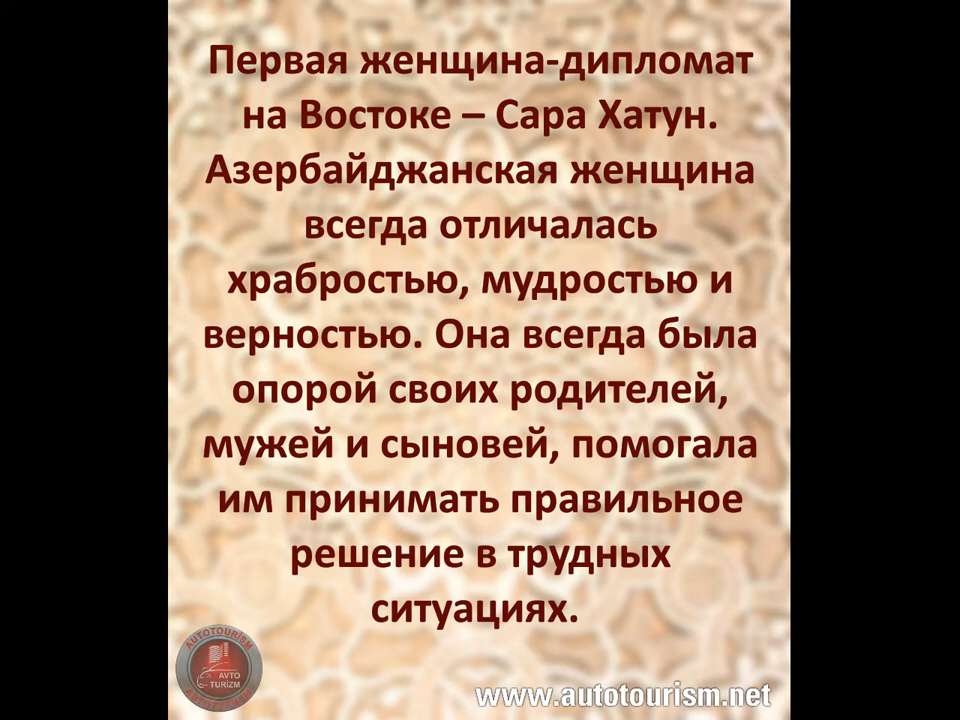 Первая женщина-дипломат
на Востоке – Сара Хатун.
Азербайджанская женщина
всегда отличалась
храбростью, мудростью и
верностью. Она всегда была
опорой своих родителей,
мужей и сыновей, помогала
им принимать правильное
решение в трудных
ситуациях.
AUTOTOURISM
AVTO
TURİZM
www.autotourism.net